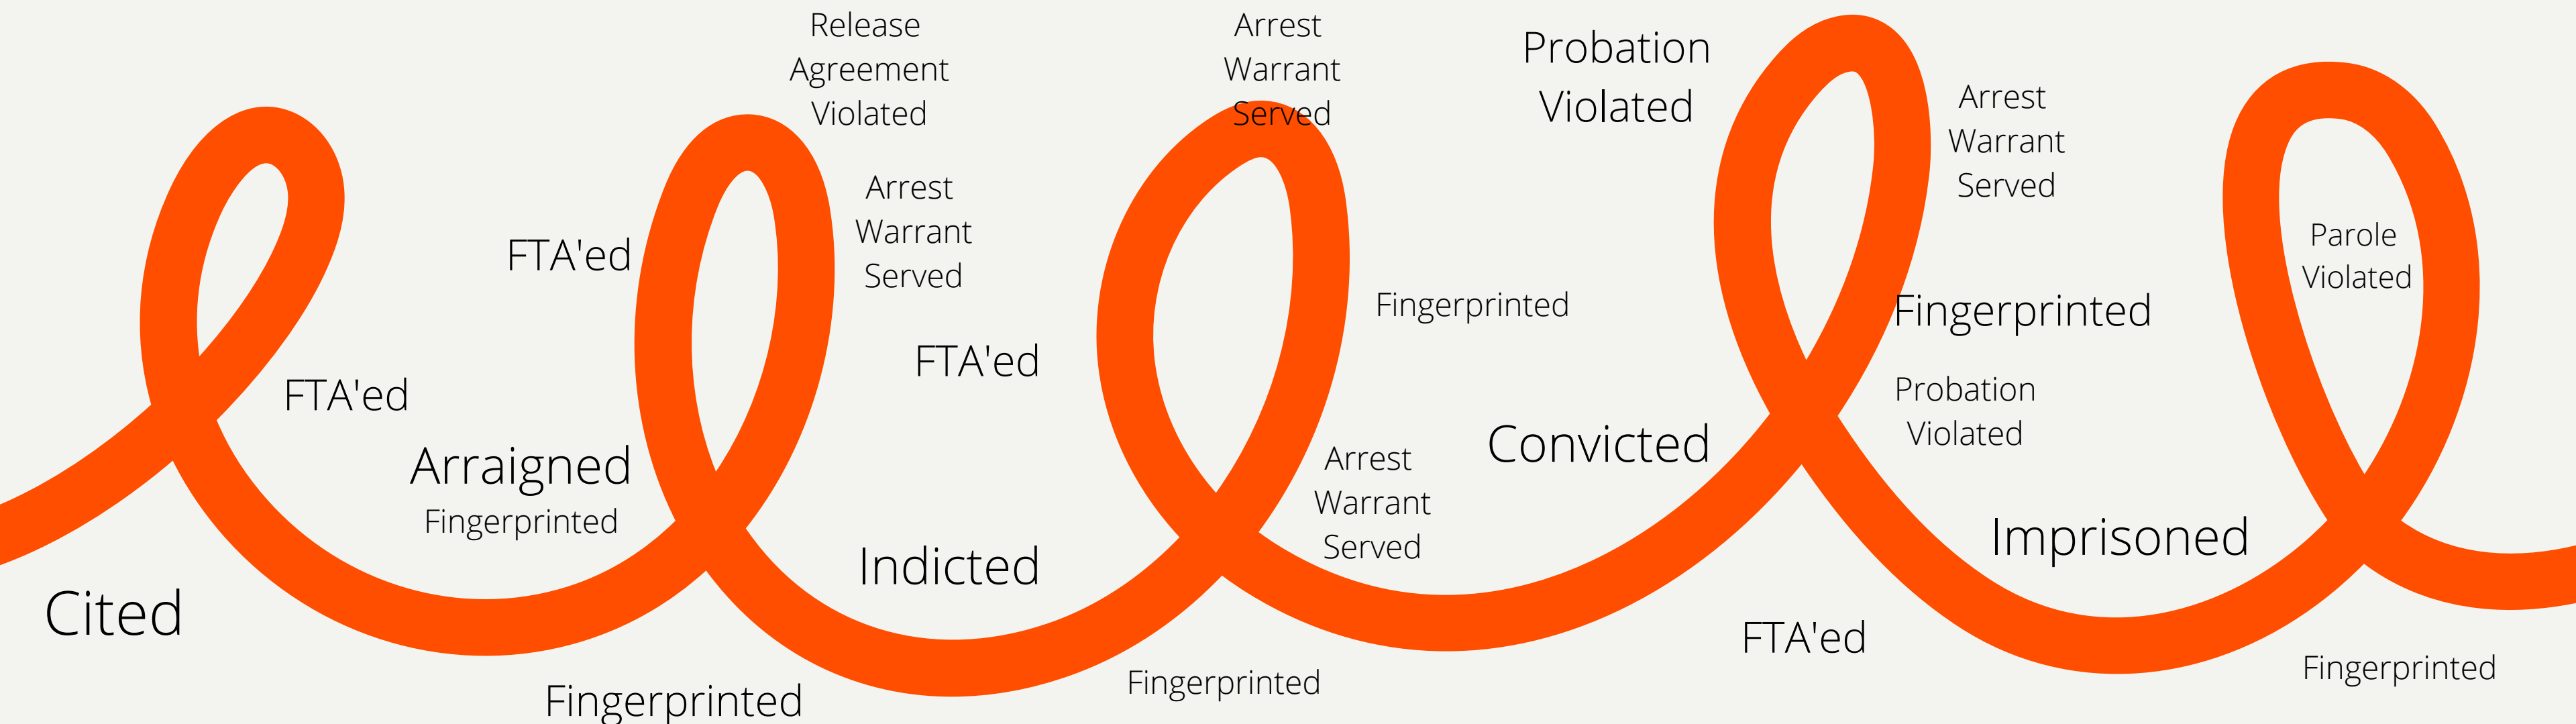 Cited
FTA'ed
Arraigned
Fingerprinted
FTA'ed
Fingerprinted
Release
Agreement
Violated
Arrest
Warrant
Served
FTA'ed
Indicted
Fingerprinted
Arrest
Warrant
Served
Fingerprinted
Arrest
Warrant
Served
Probation
Violated
Convicted
FTA'ed
Arrest
Warrant
Served
Fingerprinted
Probation
Violated
Imprisoned
Parole
Violated
Fingerprinted